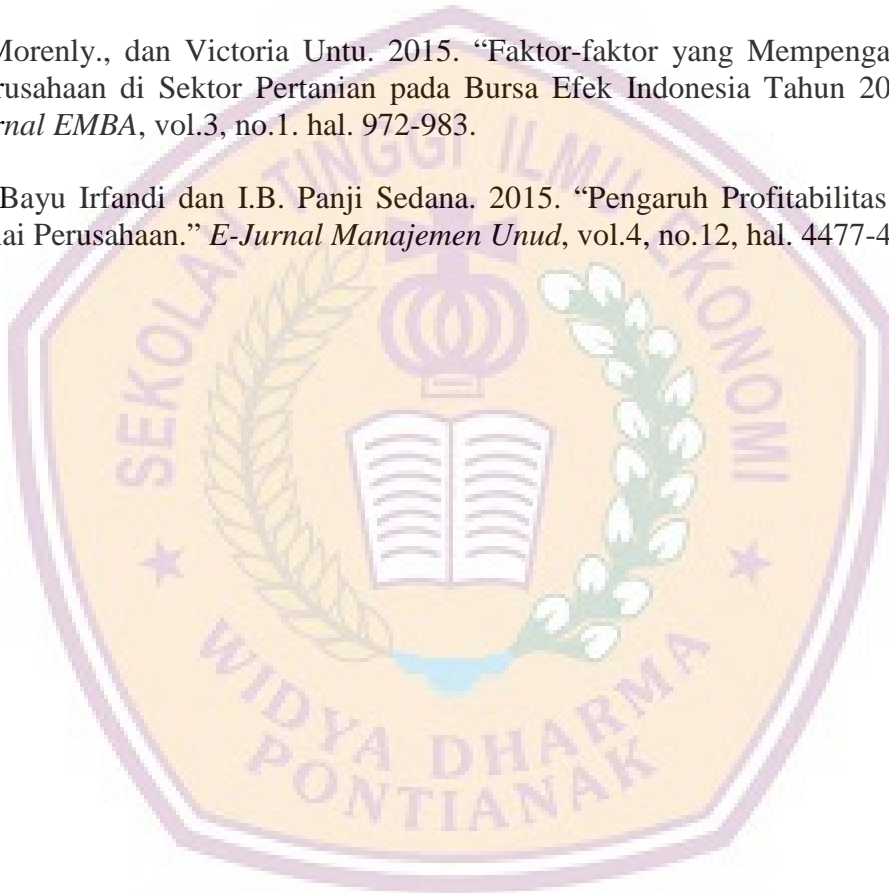 Morenly., dan Victoria Untu. 2015. “Faktor-faktor yang Mempenga
rusahaan di Sektor Pertanian pada Bursa Efek Indonesia Tahun 20
rnal EMBA, vol.3, no.1. hal. 972-983.
Bayu Irfandi dan I.B. Panji Sedana. 2015. “Pengaruh Profitabilitas
lai Perusahaan.” E-Jurnal Manajemen Unud, vol.4, no.12, hal. 4477-4
SEKOLAH TINGGI ILMU EKONOMI
WIDYA DHARMA
PONTIANAK